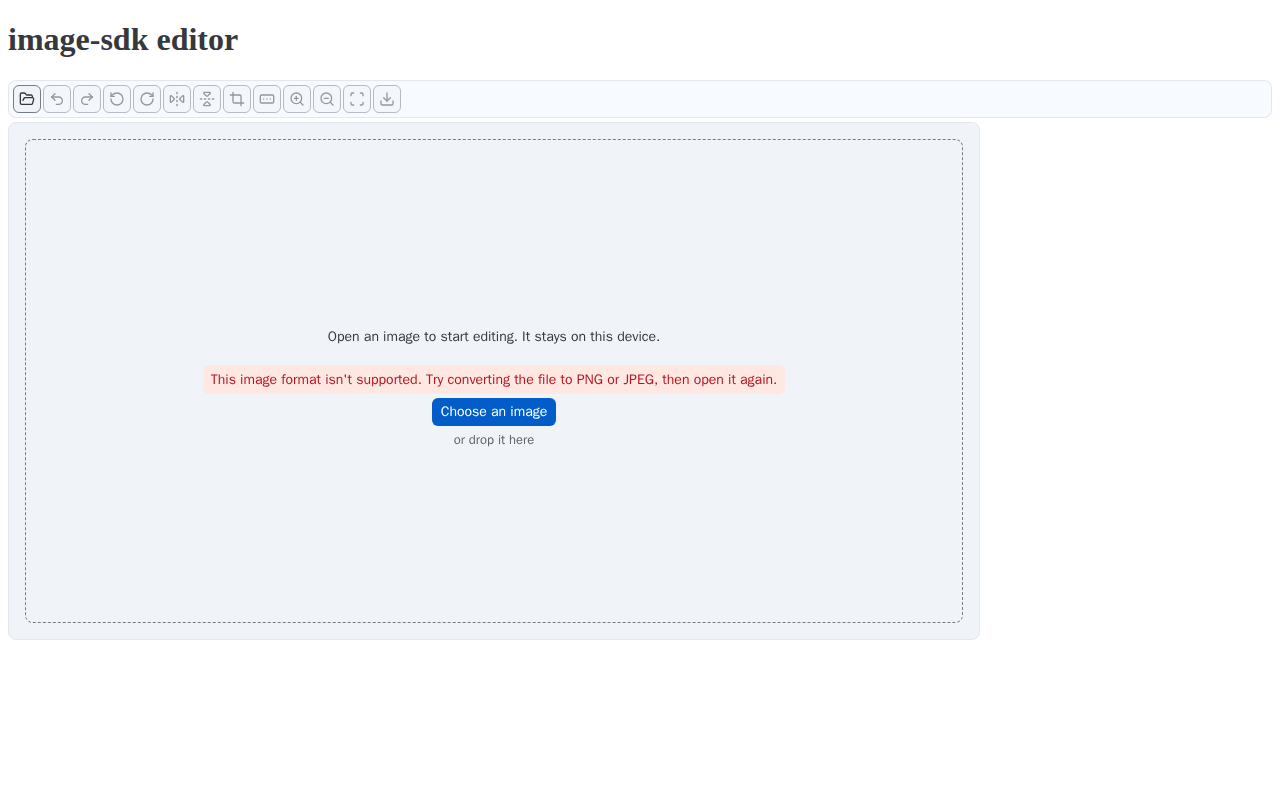 image-sdk editor
Open an image to start editing. It stays on this device.
This image format isn't supported. Try converting the file to PNG or JPEG, then open it again.
Choose an image
or drop it here